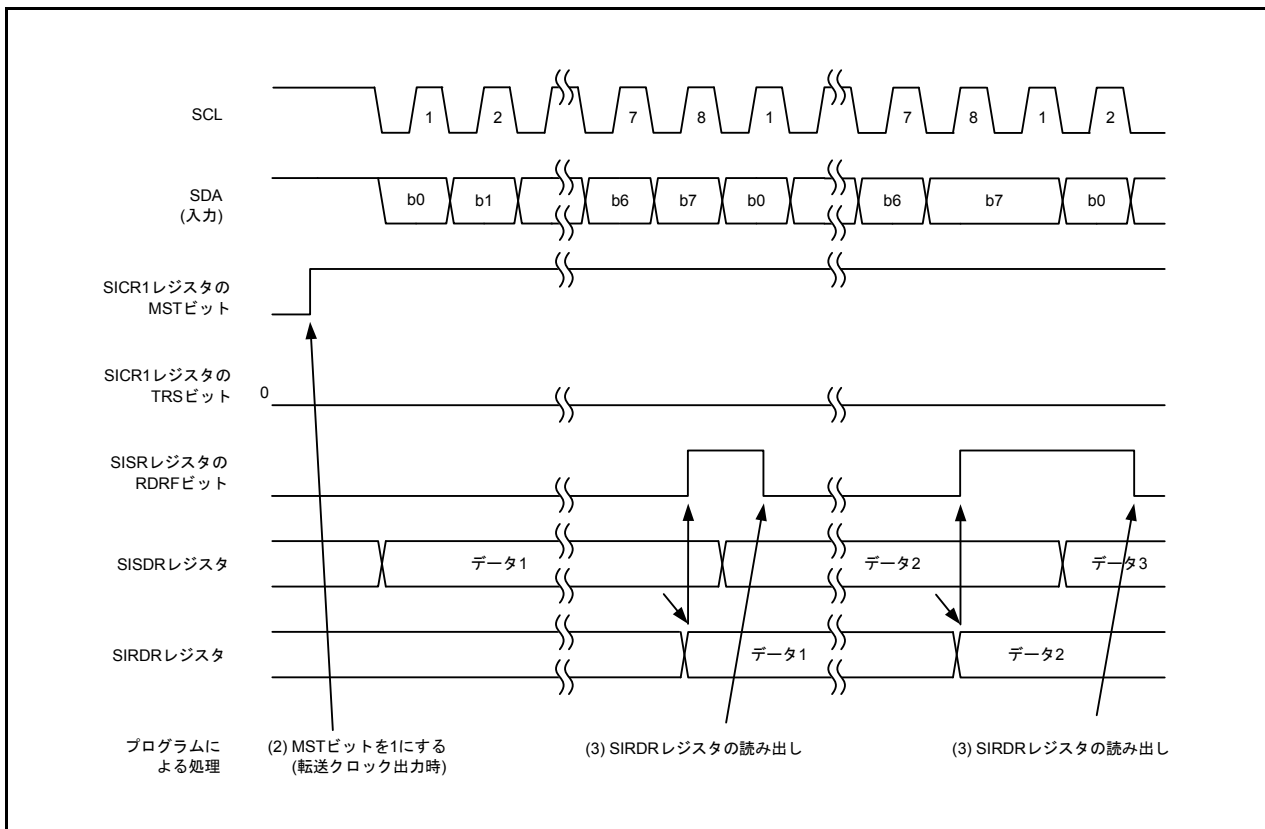 SCL
1 2 7 8 1 7 8 1 2
SDA
(入力)
b0 b1 b6 b7 b0 b6 b7 b0
SICR1レジスタの
MSTビット
SICR1レジスタの
TRSビット
0
SISRレジスタの
RDRFビット
SISDRレジスタ
データ1 データ2 データ3
SIRDRレジスタ
データ1 データ2
プログラムに
よる処理
(2) MSTビットを1にする
(転送クロック出力時)
(3) SIRDRレジスタの読み出し
(3) SIRDRレジスタの読み出し